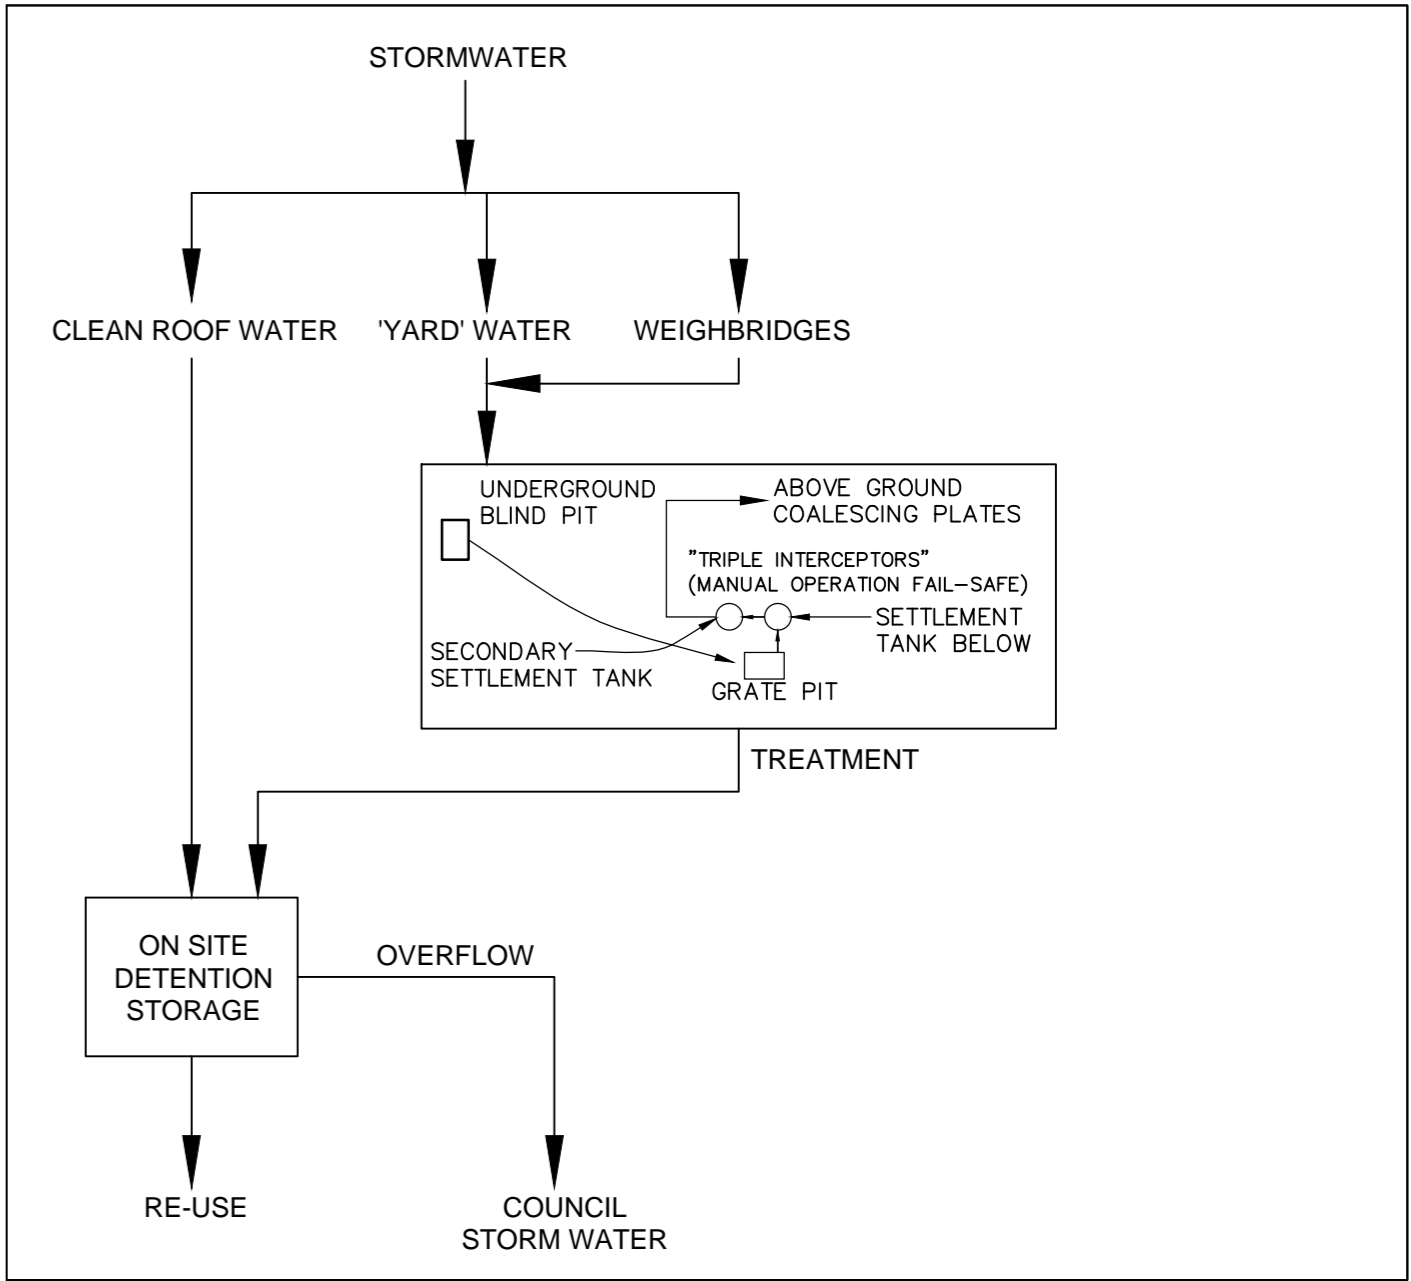 STORMWATER
CLEAN ROOF WATER
'YARD' WATER
WEIGHBRIDGES
UNDERGROUND
BLIND PIT
ABOVE GROUND
COALESCING PLATES
"TRIPLE INTERCEPTORS"
(MANUAL OPERATION FAIL-SAFE)
SETTLEMENT
TANK BELOW
SECONDARY
SETTLEMENT TANK
GRATE PIT
TREATMENT
ON SITE
DETENTION
STORAGE
OVERFLOW
RE-USE
COUNCIL
STORM WATER